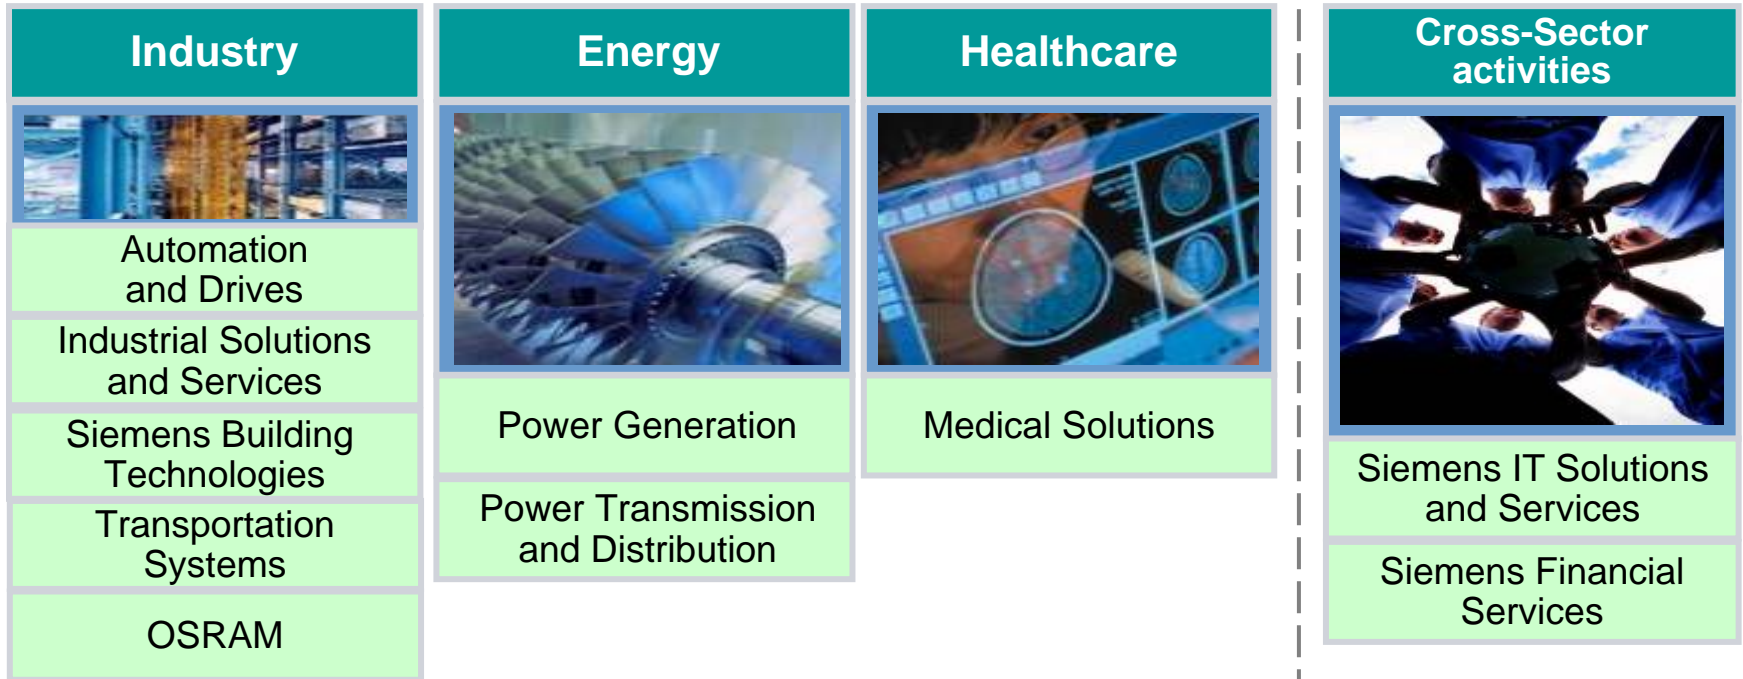 Industry
Automation
and Drives
Industrial Solutions
and Services
Siemens Building
Technologies
Transportation
Systems
OSRAM
Energy
Power Generation
Power Transmission
and Distribution
Healthcare
Medical Solutions
Cross-Sector
activities
Siemens IT Solutions
and Services
Siemens Financial
Services